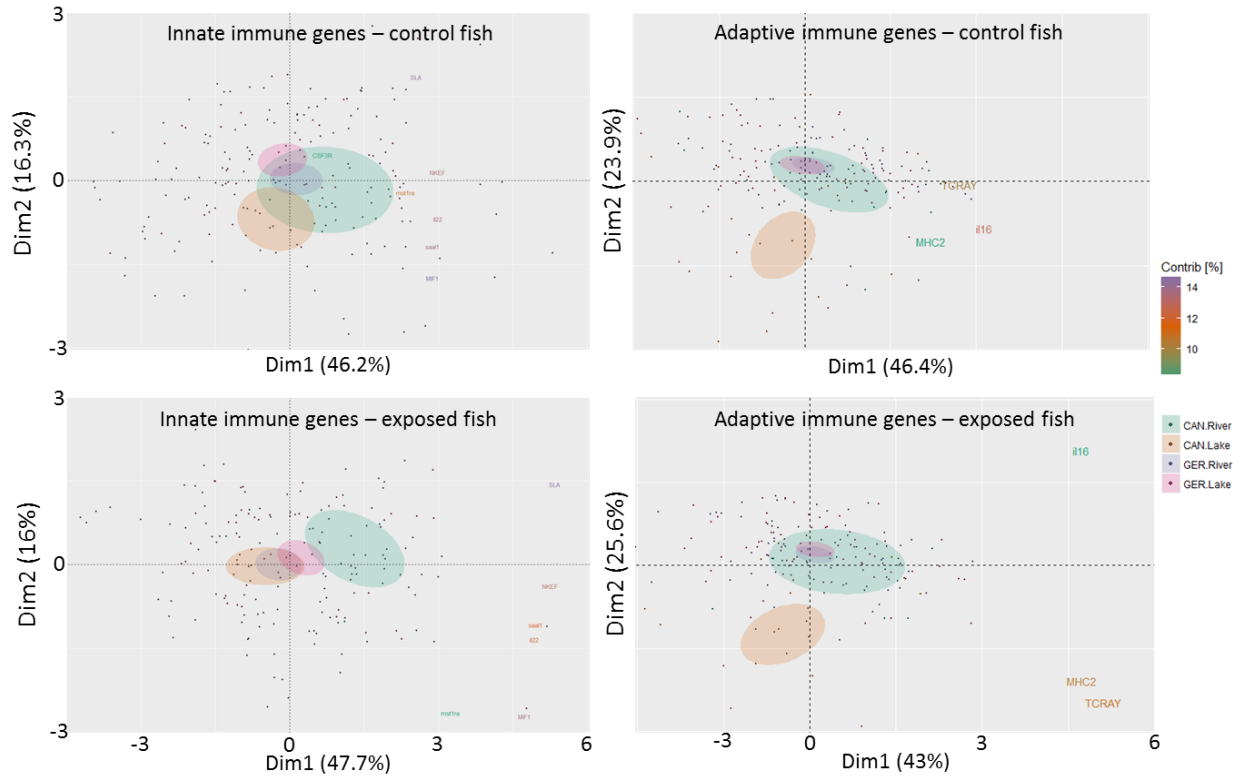 3
Innate immune genes – control fish
SLA
CSF3R
NKEF
mst1ra
Il22
saal1
MIF1
0
-3
Dim2 (16.3%)
Dim1 (46.2%)
Adaptive immune genes – control fish
TCRAY
il16
MHC2
Dim2 (23.9%)
Dim1 (46.4%)
Contrib [%]
14
12
10
3
Innate immune genes – exposed fish
SLA
NKEF
saal1
Il22
mst1ra
MIF1
0
-3
Dim2 (16%)
-3 0 3 6
Dim1 (47.7%)
Adaptive immune genes – exposed fish
il16
MHC2
TCRAY
Dim2 (25.6%)
-3 0 3 6
Dim1 (43%)
CAN.River
CAN.Lake
GER.River
GER.Lake